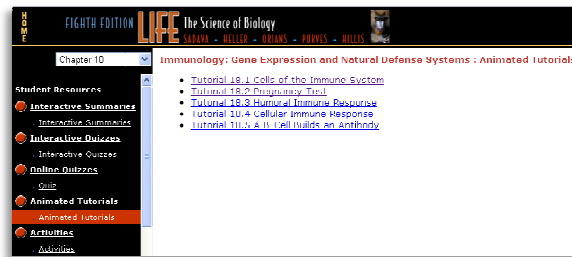 HOME
EIGHTH EDITION LIFE The Science of Biology
SADAVA • HELLER • ORIANS • PURVES • HILLIS
Chapter 18
Immunology: Gene Expression and Natural Defense Systems : Animated Tutorials
Student Resources
Interactive Summaries
Interactive Summaries
Interactive Quizzes
Interactive Quizzes
Online Quizzes
Quiz
Animated Tutorials
Animated Tutorials
Activities
Activities
Tutorial 18.1 Cells of the Immune System
Tutorial 18.2 Pregnancy Test
Tutorial 18.3 Humoral Immune Response
Tutorial 18.4 Cellular Immune Response
Tutorial 18.5 A B Cell Builds an Antibody